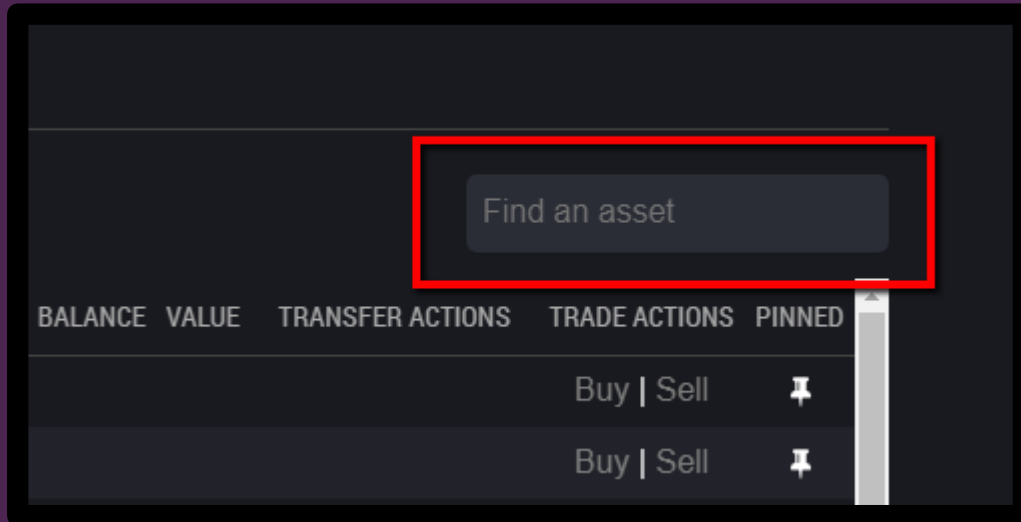 Find an asset
BALANCE VALUE TRANSFER ACTIONS TRADE ACTIONS PINNED
Buy | Sell
Buy | Sell